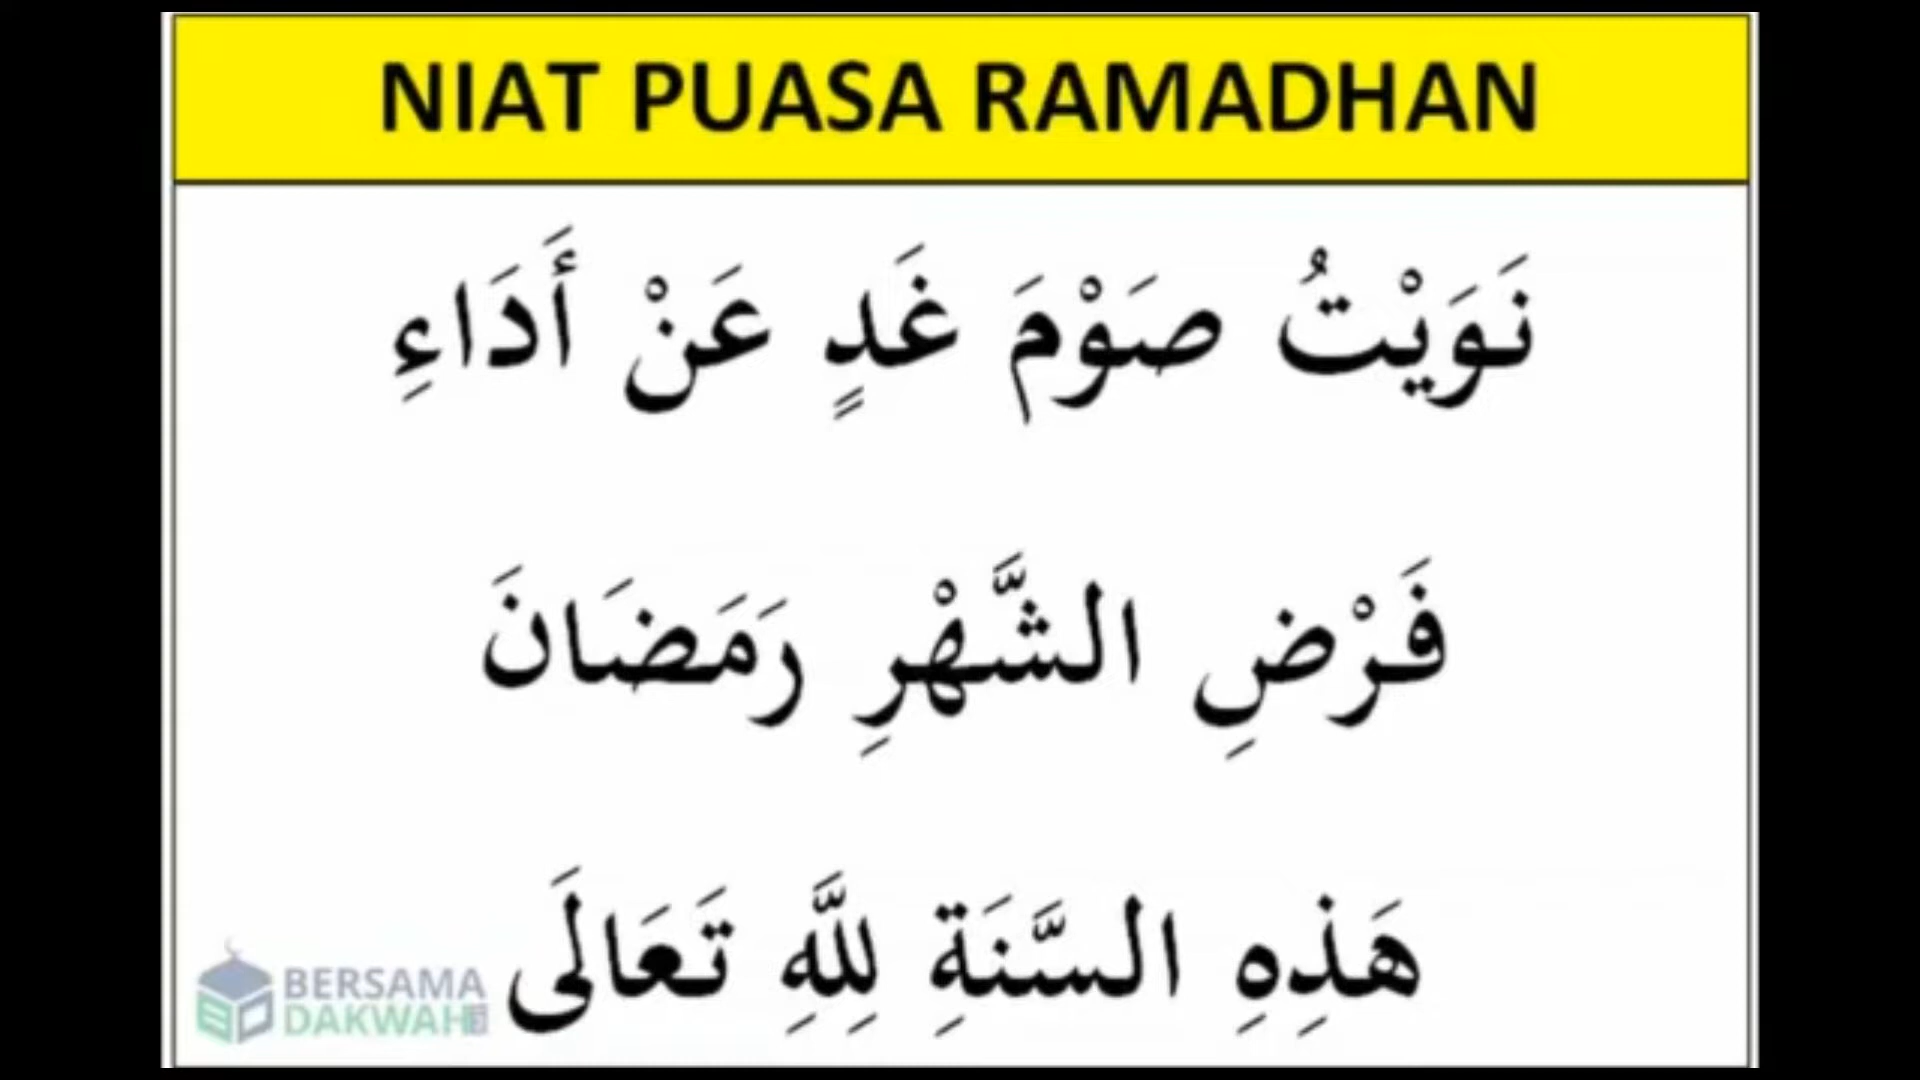 NIAT PUASA RAMADHAN
نَوَيْتُ صَوْمَ غَدٍ عَنْ أَدَاءِ
فَرْضِ الشَّهْرِ رَمَضَانَ
هَذِهِ السَّنَةِ لِلَّهِ تَعَالَى
BERSAMA
DAKWAH